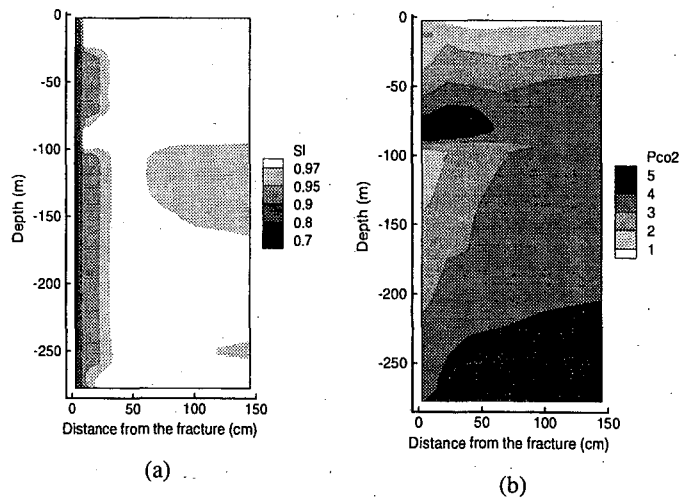 0
-50
-100
-150
-200
-250
Depth (m)
0 50 100 150
Distance from the fracture (cm)
Sl
0.97
0.95
0.9
0.8
0.7
(a)
0
-50
-100
-150
-200
-250
Depth (m)
0 50 100 150
Distance from the fracture (cm)
Pco2
5
4
3
2
1
(b)